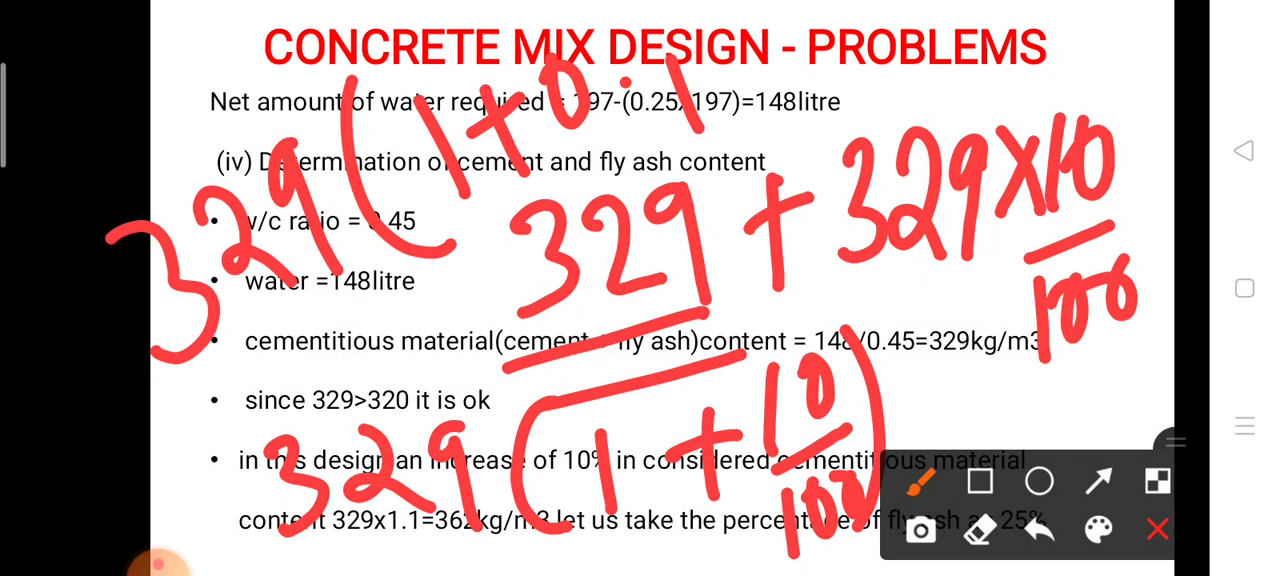 CONCRETE MIX DESIGN - PROBLEMS
Net amount of water required = 197-(0.25x197)=148litre
329(1+0.1
(iv) Determination of cement and fly ash content
329 + 329×10/100
• w/c ratio = 0.45
• water =148litre
• cementitious material(cement + fly ash)content = 148/0.45=329kg/m3
• since 329>320 it is ok
329(1+10/100)
• in this design an increase of 10% in considered cementitious material
content 329x1.1=362kg/m3 let us take the percentage of fly ash as 25%